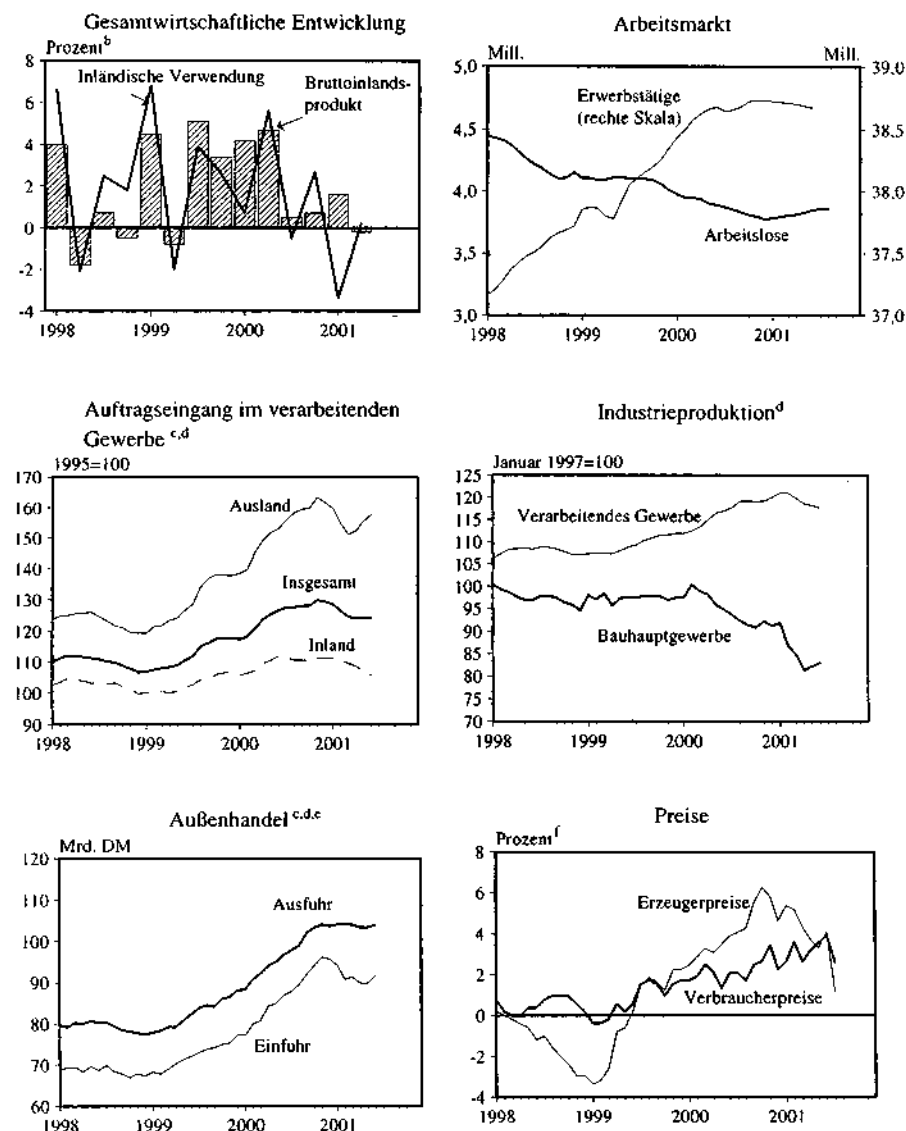 Gesamtwirtschaftliche Entwicklung
Prozent^b
8
6
4
2
0
-2
-4
Inländische Verwendung
Bruttoinlands-
produkt
1998 1999 2000 2001
Arbeitsmarkt
Mill. Mill.
5,0
4,5
4,0
3,5
3,0
39,0
38,5
38,0
37,5
37,0
Erwerbstätige
(rechte Skala)
Arbeitslose
1998 1999 2000 2001
Auftragseingang im verarbeitenden
Gewerbe ^c,d
1995=100
170
160
150
140
130
120
110
100
90
Ausland
Insgesamt
Inland
1998 1999 2000 2001
Industrieproduktion^d
Januar 1997=100
125
120
115
110
105
100
95
90
85
80
75
70
Verarbeitendes Gewerbe
Bauhauptgewerbe
1998 1999 2000 2001
Außenhandel ^c,d,e
Mrd. DM
120
110
100
90
80
70
60
Ausfuhr
Einfuhr
1998 1999 2000 2001
Preise
Prozent^f
8
6
4
2
0
-2
-4
Erzeugerpreise
Verbraucherpreise
1998 1999 2000 2001